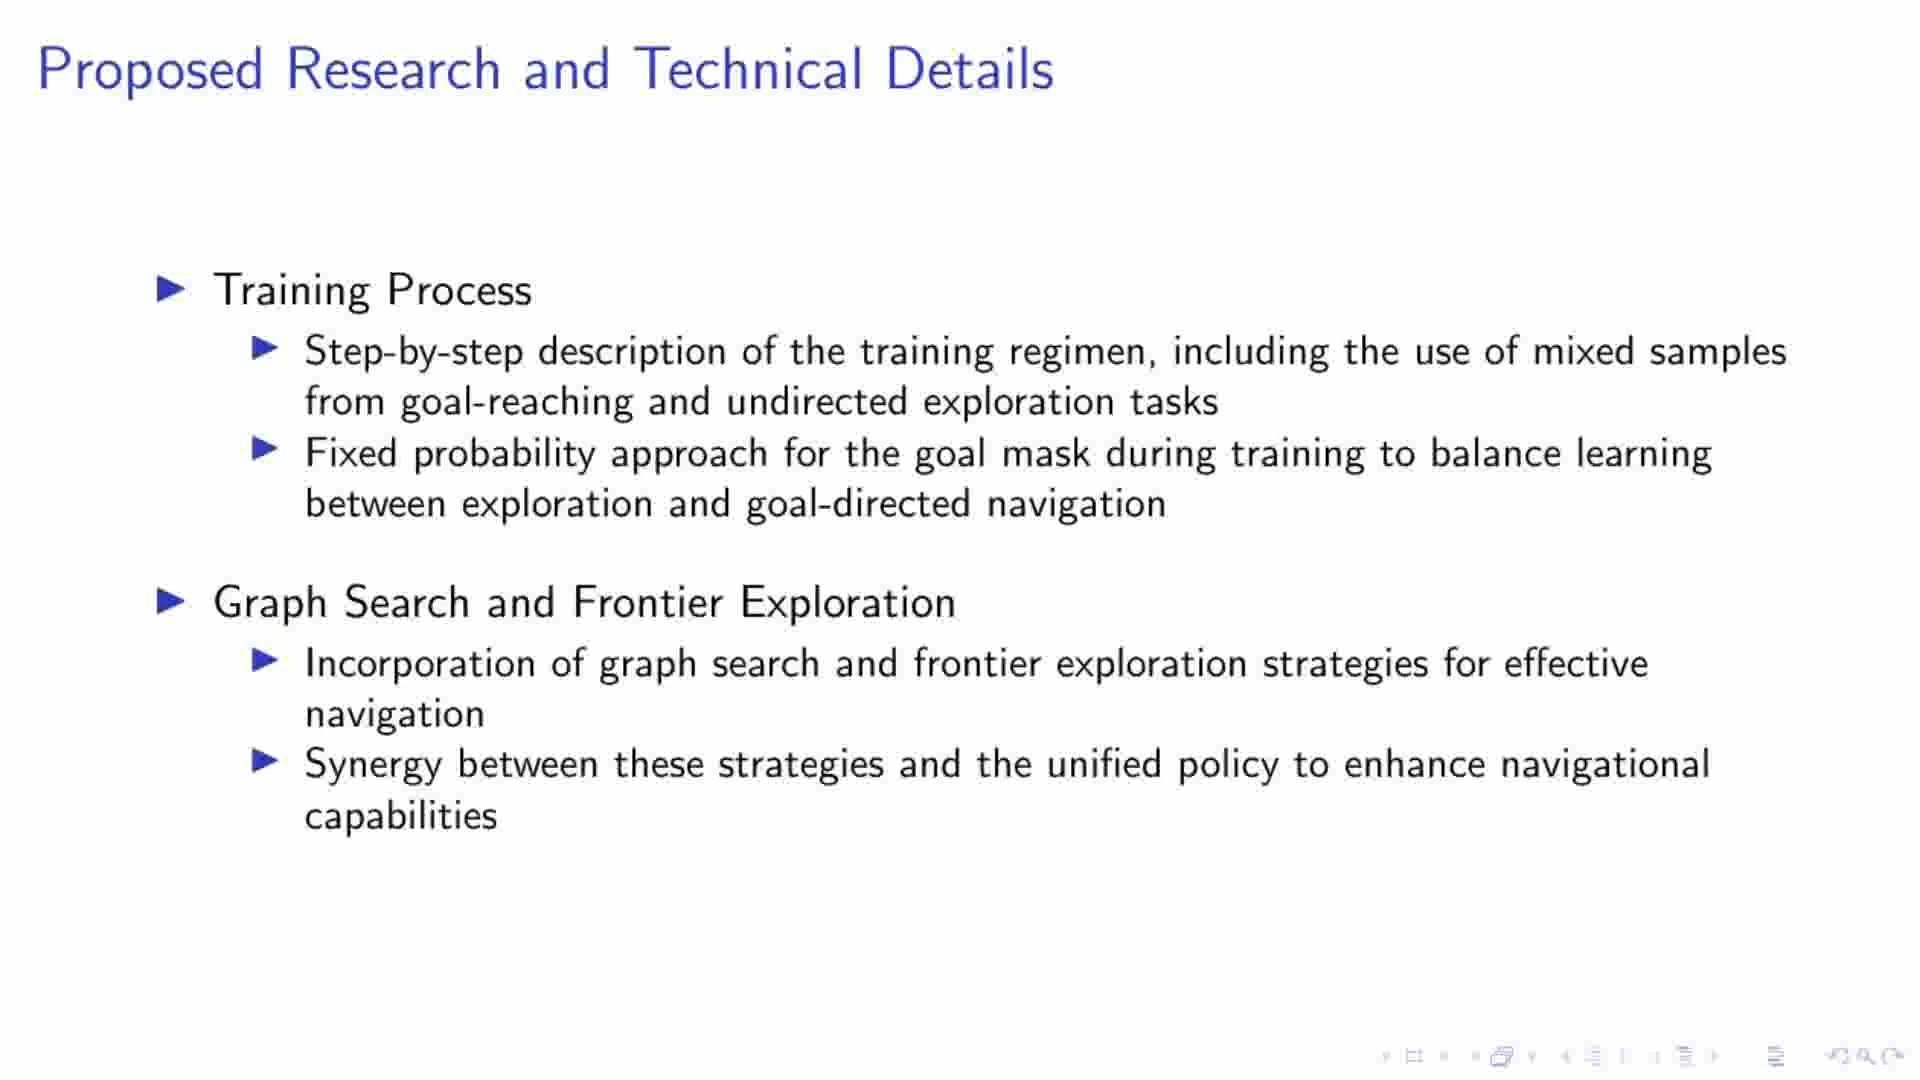 Proposed Research and Technical Details
Training Process
Step-by-step description of the training regimen, including the use of mixed samples
from goal-reaching and undirected exploration tasks
Fixed probability approach for the goal mask during training to balance learning
between exploration and goal-directed navigation
Graph Search and Frontier Exploration
Incorporation of graph search and frontier exploration strategies for effective
navigation
Synergy between these strategies and the unified policy to enhance navigational
capabilities